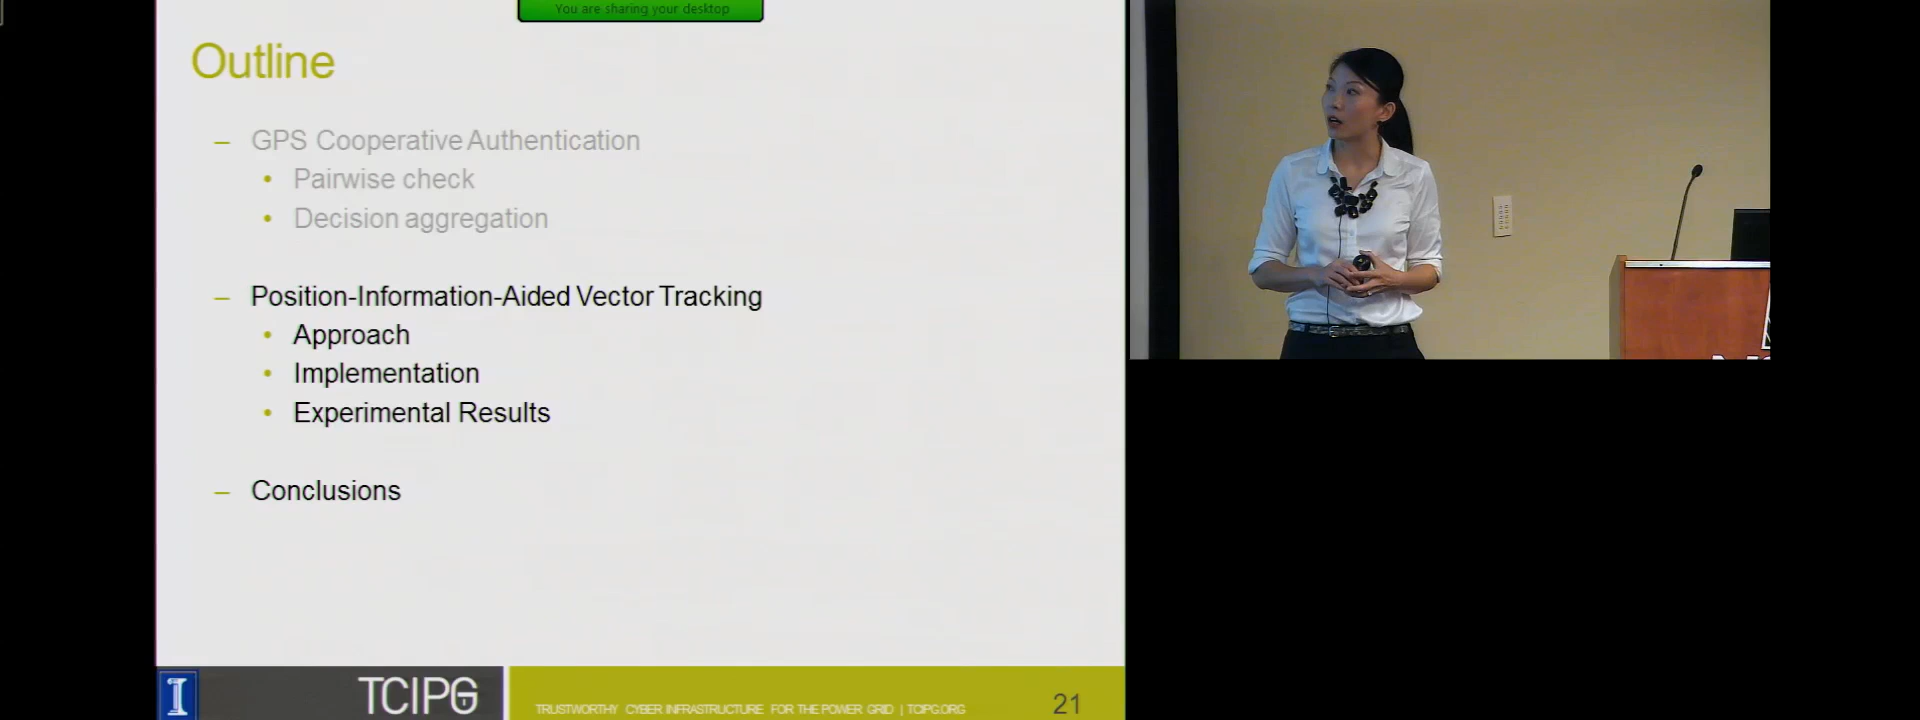 You are sharing your desktop
Outline
– GPS Cooperative Authentication
• Pairwise check
• Decision aggregation
– Position-Information-Aided Vector Tracking
• Approach
• Implementation
• Experimental Results
– Conclusions
I
TCIPG
TRUSTWORTHY CYBER INFRASTRUCTURE FOR THE POWER GRID | TCIPG.ORG
21